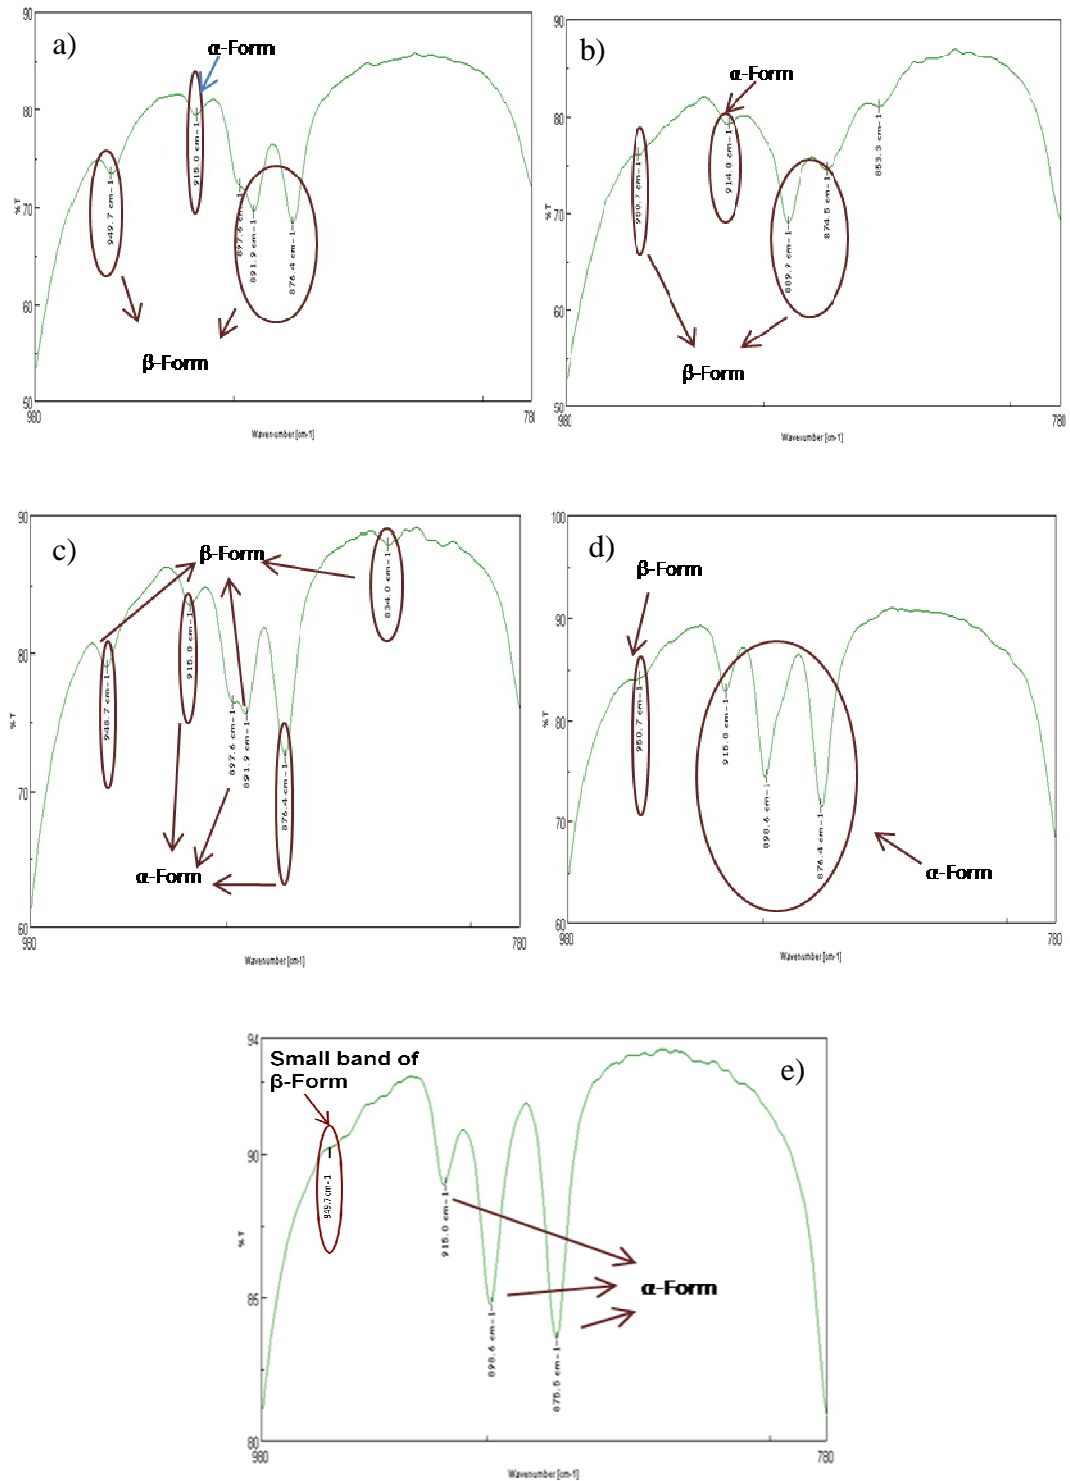 a)
α-Form
90
80
70
60
50
% T
949.7 cm-1
915.0 cm-1
897.6 cm-1
891.9 cm-1
876.4 cm-1
β-Form
980
780
Wavenumber [cm-1]
b)
α-Form
90
80
70
60
50
% T
950.7 cm-1
914.0 cm-1
889.9 cm-1
874.5 cm-1
853.3 cm-1
β-Form
980
780
Wavenumber [cm-1]
c)
β-Form
90
80
70
60
% T
948.7 cm-1
915.8 cm-1
897.6 cm-1
891.9 cm-1
876.4 cm-1
834.0 cm-1
α-Form
980
780
Wavenumber [cm-1]
d)
β-Form
100
90
80
70
60
% T
950.7 cm-1
915.8 cm-1
898.6 cm-1
876.4 cm-1
α-Form
980
780
Wavenumber [cm-1]
e)
Small band of
β-Form
94
90
85
80
% T
949.7 cm-1
915.0 cm-1
898.6 cm-1
875.5 cm-1
α-Form
980
780
Wavenumber [cm-1]